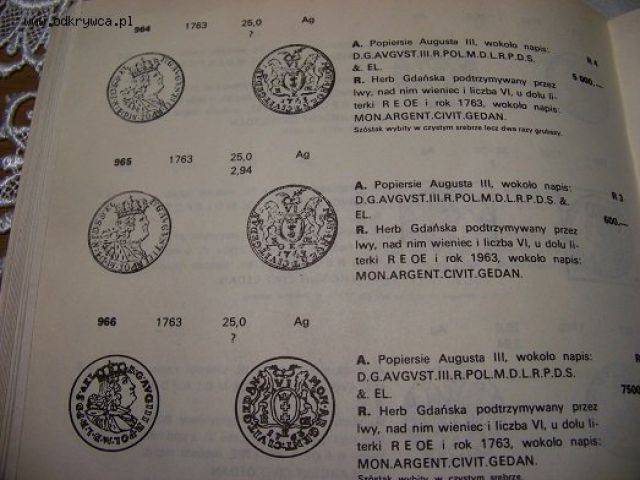 www.odkrywca.pl
964 1763 25,0 Ag
?
A. Popiersie Augusta III, wokoło napis:
D.G.AVGVST.III.R.POL.M.D.L.R.P.D.S.
&. EL.
R 4
5 000,—
R. Herb Gdańska podtrzymywany przez
lwy, nad nim wieniec i liczba VI, u dołu li-
terki R E O E i rok 1763, wokoło napis:
MON.ARGENT.CIVIT.GEDAN.
Szóstak wybity w czystym srebrze lecz dwa razy grubszy.
965 1763 25,0 Ag
2,94
A. Popiersie Augusta III, wokoło napis:
D.G.AVGVST.III.R.POL.M.D.L.R.P.D.S. &.
EL.
R 3
600,—
R. Herb Gdańska podtrzymywany przez
lwy, nad nim wieniec i liczba VI, u dołu li-
terki R E OE i rok 1963, wokoło napis:
MON.ARGENT.CIVIT.GEDAN.
966 1763 25,0 Ag
?
A. Popiersie Augusta III, wokoło napis:
D.G.AVGVST.III.R.POL.M.D.L.R.P.D.S.
&. EL.
R
7500
R. Herb Gdańska podtrzymywany przez
lwy, nad nim wieniec i liczba VI, u dołu li-
terki R E OE i rok 1763, wokoło napis:
MON.ARGENT.CIVIT.GEDAN.
Szóstak wybity w czystym srebrze